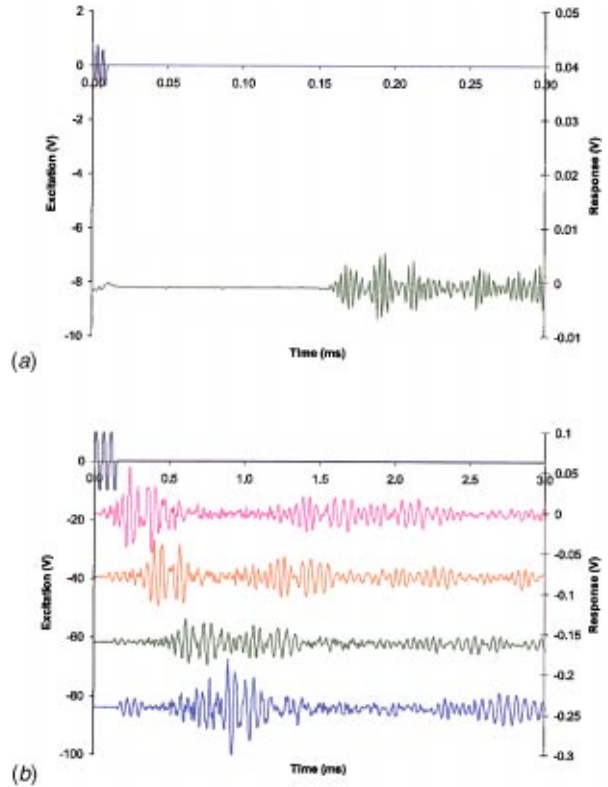 2
0
-2
-4
-6
-8
-10
Excitation (V)
0.00 0.05 0.10 0.15 0.20 0.25 0.30
0.05
0.04
0.03
0.02
0.01
0
-0.01
Response (V)
Time (ms)
(a)
0
-20
-40
-60
-80
-100
Excitation (V)
0.0 0.5 1.0 1.5 2.0 2.5 3.0
0.1
0.05
0
-0.05
-0.1
-0.15
-0.2
-0.25
-0.3
Response (V)
Time (ms)
(b)